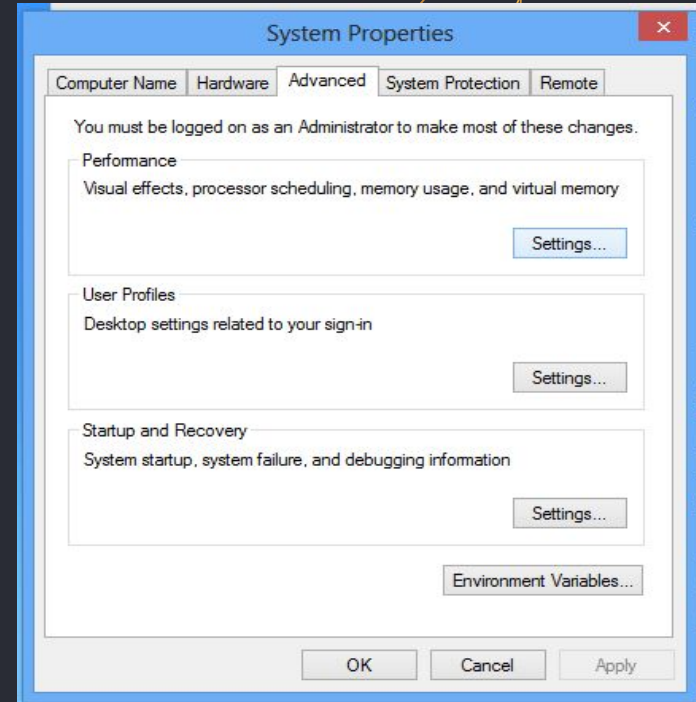 System Properties
Computer Name Hardware Advanced System Protection Remote
You must be logged on as an Administrator to make most of these changes.
Performance
Visual effects, processor scheduling, memory usage, and virtual memory
Settings...
User Profiles
Desktop settings related to your sign-in
Settings...
Startup and Recovery
System startup, system failure, and debugging information
Settings...
Environment Variables...
OK Cancel Apply